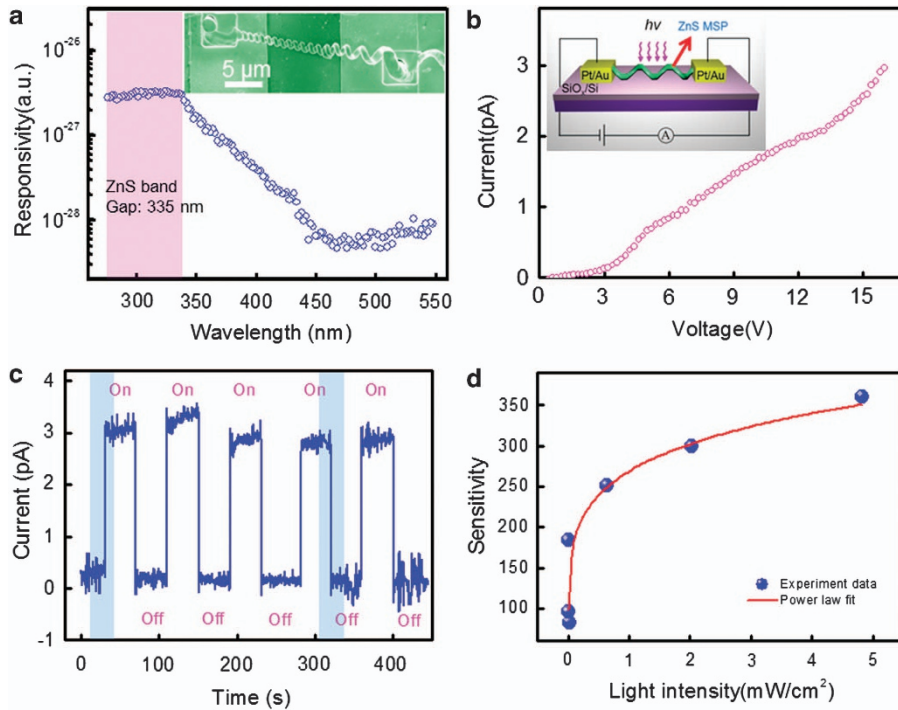 a
Responsivity(a.u.)
10⁻²⁶
10⁻²⁷
10⁻²⁸
5 µm
ZnS band
Gap: 335 nm
300 350 400 450 500 550
Wavelength (nm)
b
Current(pA)
3
2
1
0
hv
ZnS MSP
Pt/Au
Pt/Au
SiOₓ/Si
A
0 3 6 9 12 15
Voltage(V)
c
Current (pA)
4
3
2
1
0
-1
On On On On On
Off Off Off Off Off
0 100 200 300 400
Time (s)
d
Sensitivity
350
300
250
200
150
100
Experiment data
Power law fit
0 1 2 3 4 5
Light intensity(mW/cm²)